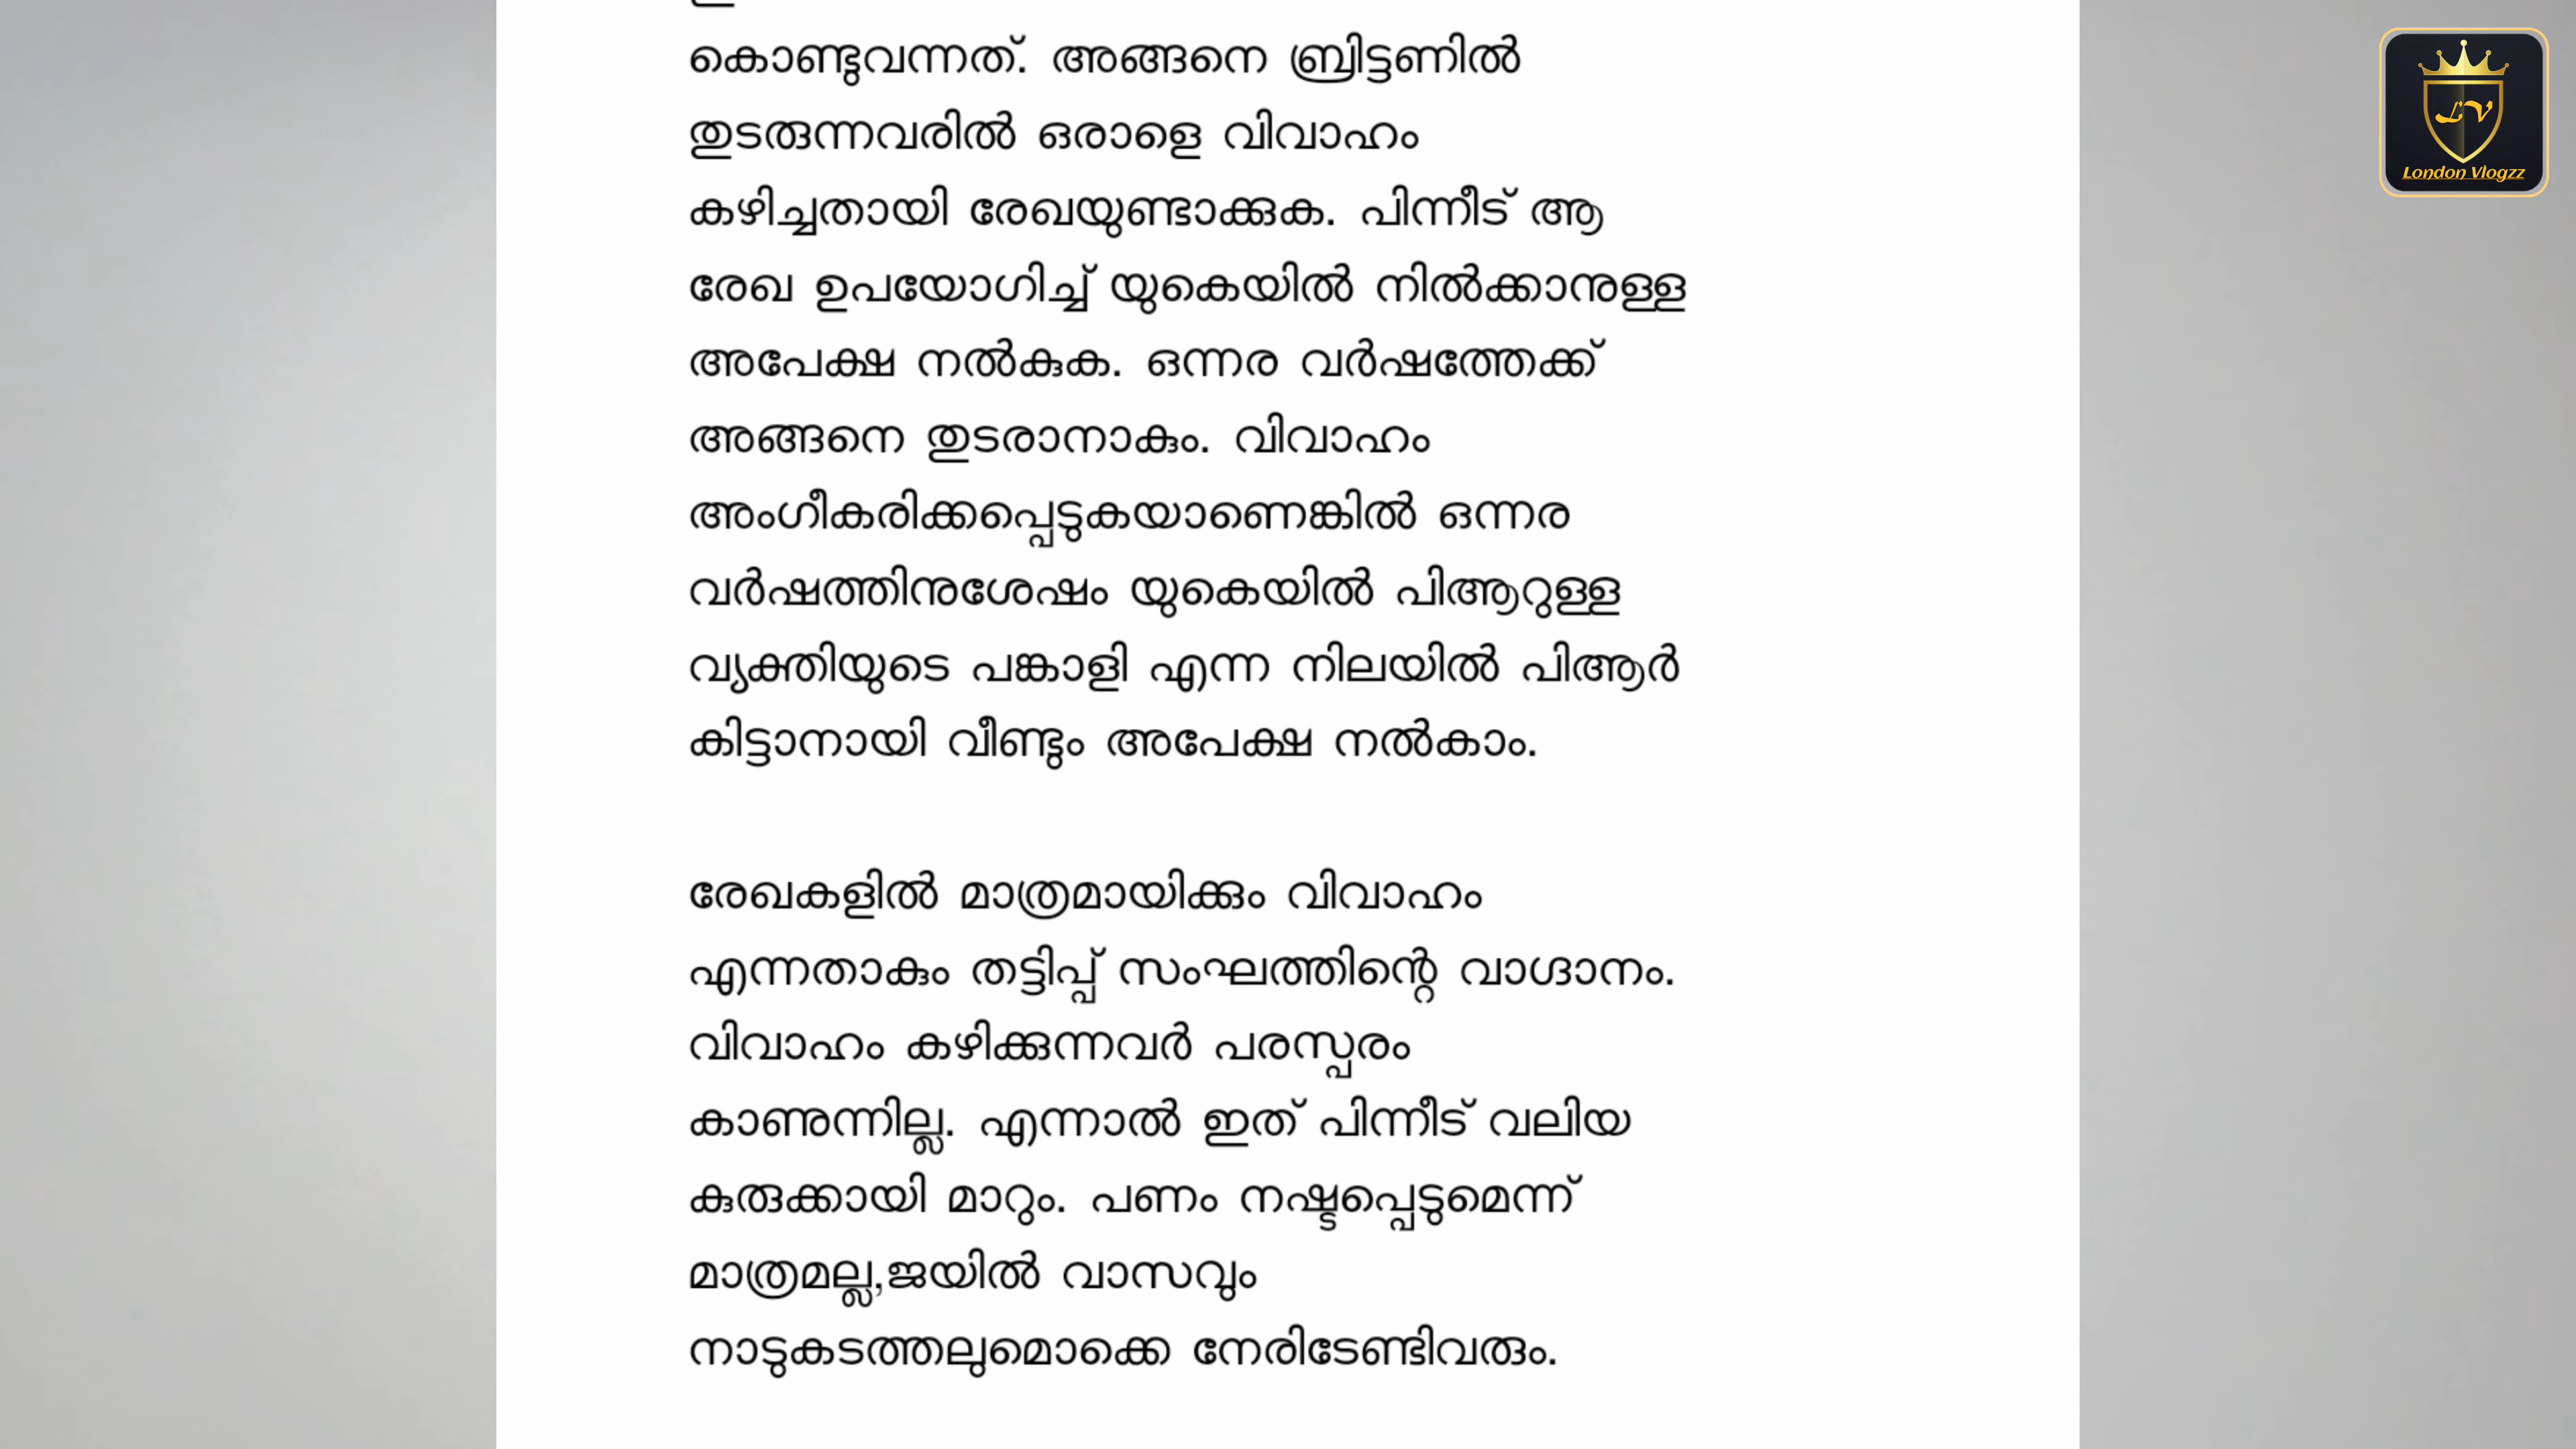 കൊണ്ടുവന്നത്. അങ്ങനെ ബ്രിട്ടണിൽ
തുടരുന്നവരിൽ ഒരാളെ വിവാഹം
കഴിച്ചതായി രേഖയുണ്ടാക്കുക. പിന്നീട് ആ
രേഖ ഉപയോഗിച്ച് യുകെയിൽ നിൽക്കാനുള്ള
അപേക്ഷ നൽകുക. ഒന്നര വർഷത്തേക്ക്
അങ്ങനെ തുടരാനാകും. വിവാഹം
അംഗീകരിക്കപ്പെടുകയാണെങ്കിൽ ഒന്നര
വർഷത്തിനുശേഷം യുകെയിൽ പിആറുള്ള
വ്യക്തിയുടെ പങ്കാളി എന്ന നിലയിൽ പിആർ
കിട്ടാനായി വീണ്ടും അപേക്ഷ നൽകാം.
രേഖകളിൽ മാത്രമായിക്കും വിവാഹം
എന്നതാകും തട്ടിപ്പ് സംഘത്തിന്റെ വാഗ്ദാനം.
വിവാഹം കഴിക്കുന്നവർ പരസ്പരം
കാണുന്നില്ല. എന്നാൽ ഇത് പിന്നീട് വലിയ
കുരുക്കായി മാറും. പണം നഷ്ടപ്പെടുമെന്ന്
മാത്രമല്ല,ജയിൽ വാസവും
നാടുകടത്തലുമൊക്കെ നേരിടേണ്ടിവരും.
LV
London Vlogzz